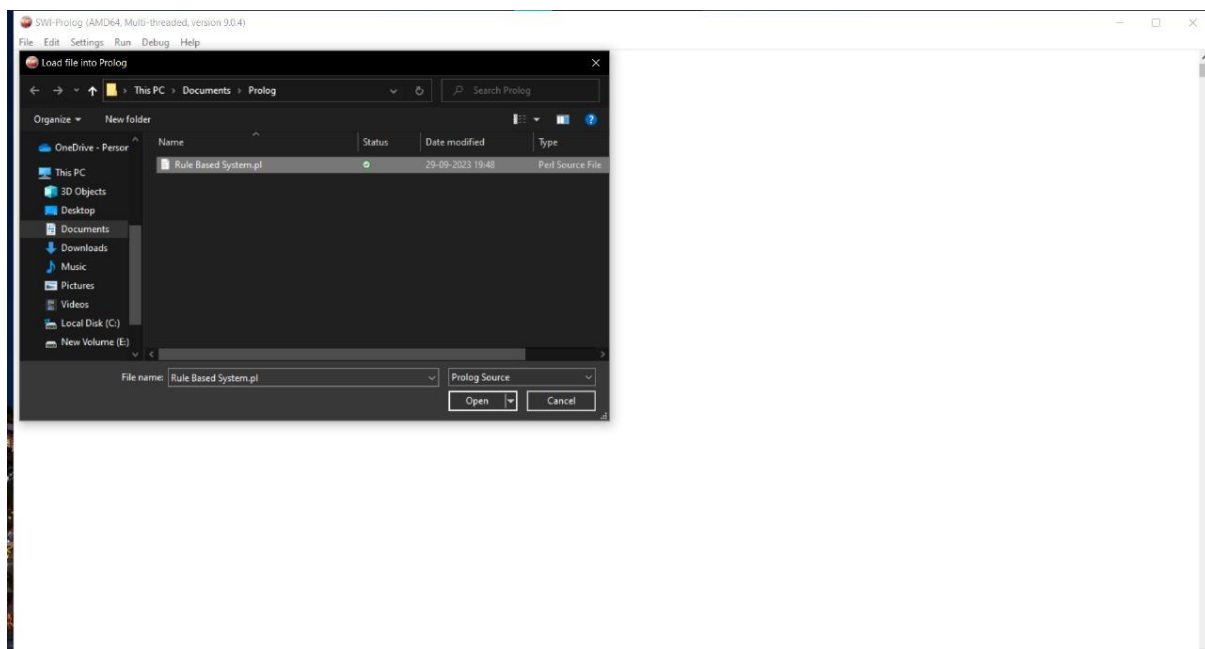 SWI-Prolog (AMD64, Multi-threaded, version 9.0.4)
File Edit Settings Run Debug Help
Load file into Prolog
This PC > Documents > Prolog
Search Prolog
Organize New folder
Name Status Date modified Type
Rule Based System.pl 29-09-2023 19:48 Perl Source File
OneDrive - Person
This PC
3D Objects
Desktop
Documents
Downloads
Music
Pictures
Videos
Local Disk (C:)
New Volume (E:)
File name: Rule Based System.pl Prolog Source
Open Cancel